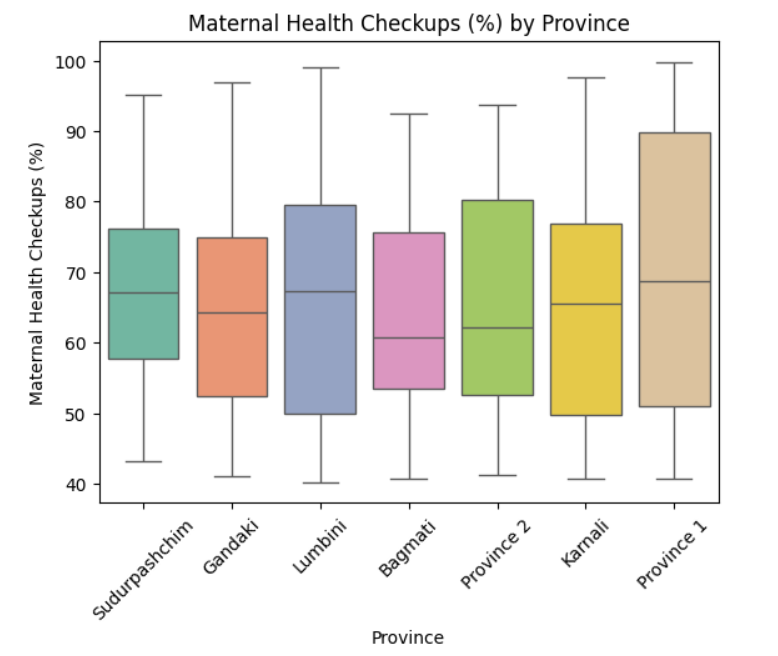 Maternal Health Checkups (%) by Province
Maternal Health Checkups (%)
100
90
80
70
60
50
40
Sudurpashchim
Gandaki
Lumbini
Bagmati
Province 2
Karnali
Province 1
Province